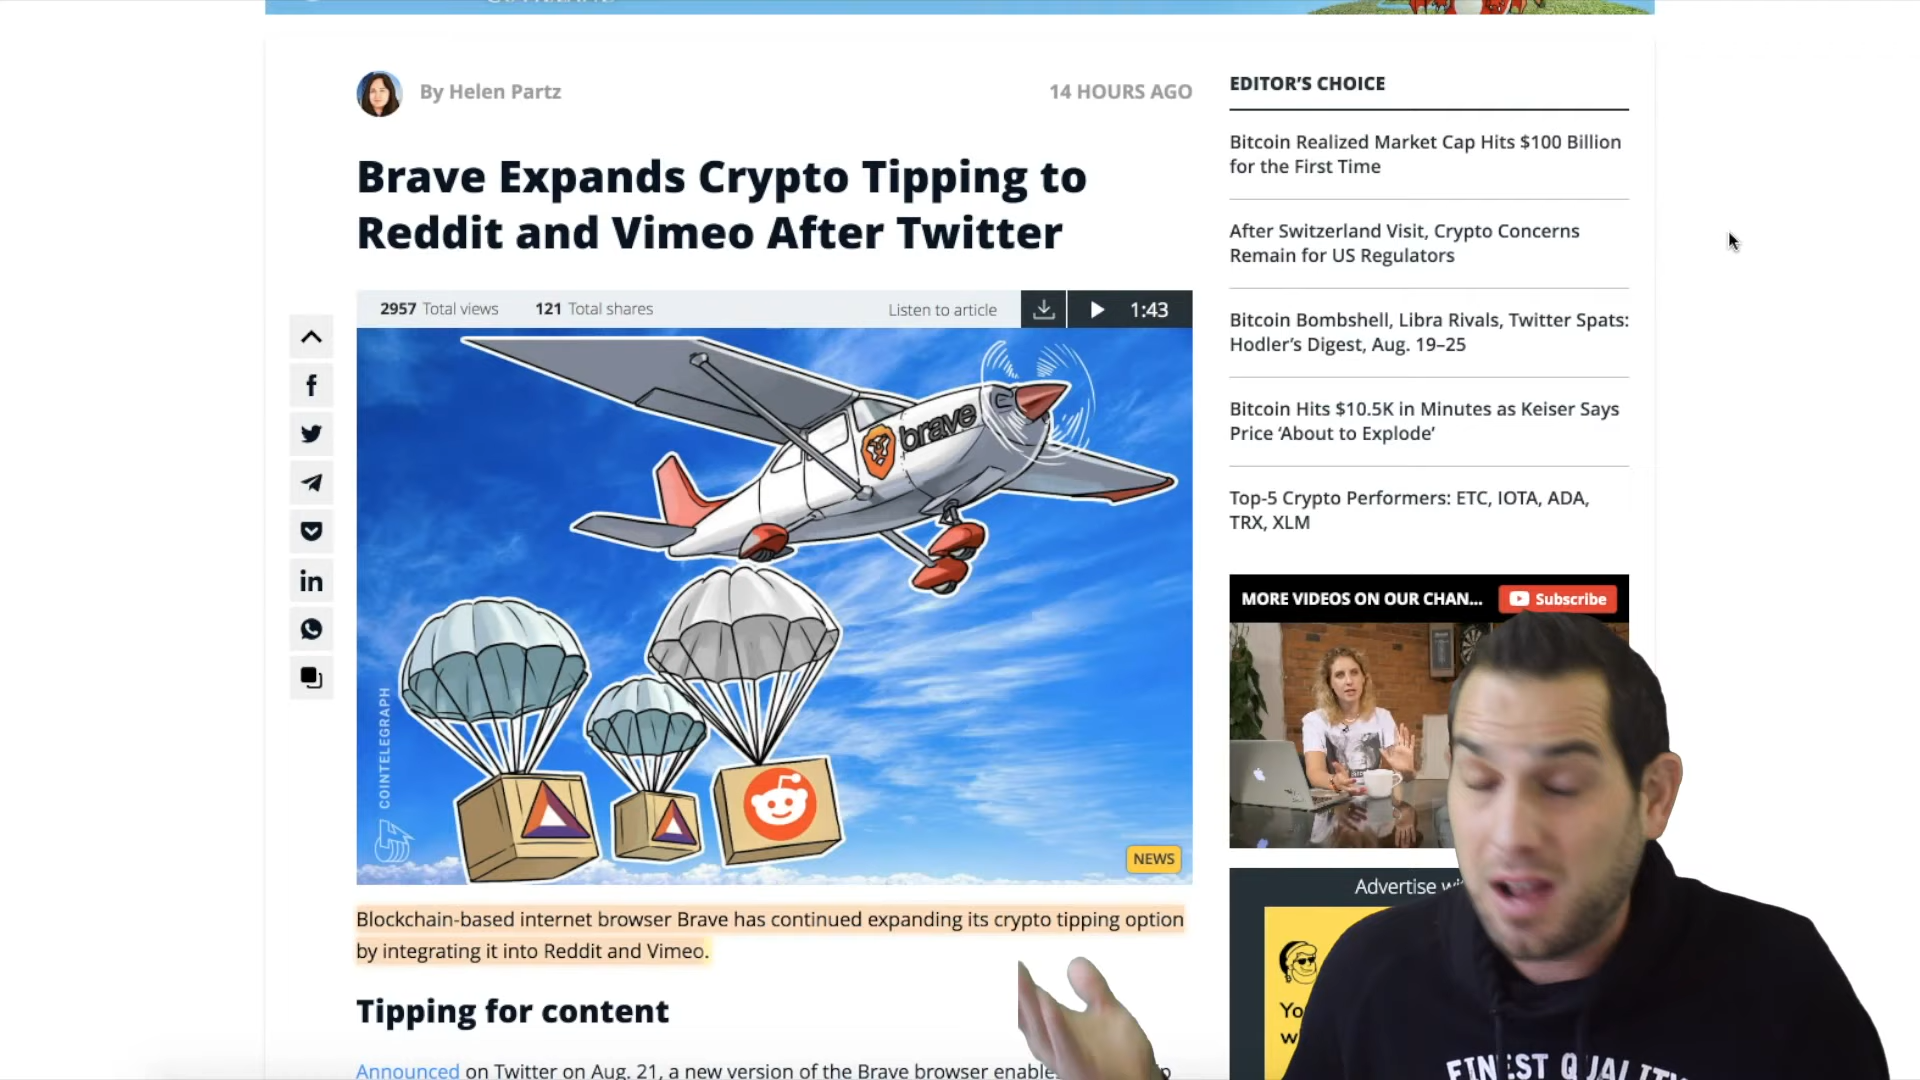 By Helen Partz
14 HOURS AGO
Brave Expands Crypto Tipping to
Reddit and Vimeo After Twitter
2957 Total views
121 Total shares
Listen to article
1:43
brave
COINTELEGRAPH
NEWS
Blockchain-based internet browser Brave has continued expanding its crypto tipping option
by integrating it into Reddit and Vimeo.
Tipping for content
Announced on Twitter on Aug. 21, a new version of the Brave browser
EDITOR’S CHOICE
Bitcoin Realized Market Cap Hits $100 Billion
for the First Time
After Switzerland Visit, Crypto Concerns
Remain for US Regulators
Bitcoin Bombshell, Libra Rivals, Twitter Spats:
Hodler’s Digest, Aug. 19–25
Bitcoin Hits $10.5K in Minutes as Keiser Says
Price ‘About to Explode’
Top-5 Crypto Performers: ETC, IOTA, ADA,
TRX, XLM
MORE VIDEOS ON OUR CHAN...
Subscribe
Advertise
FINEST QUALITY